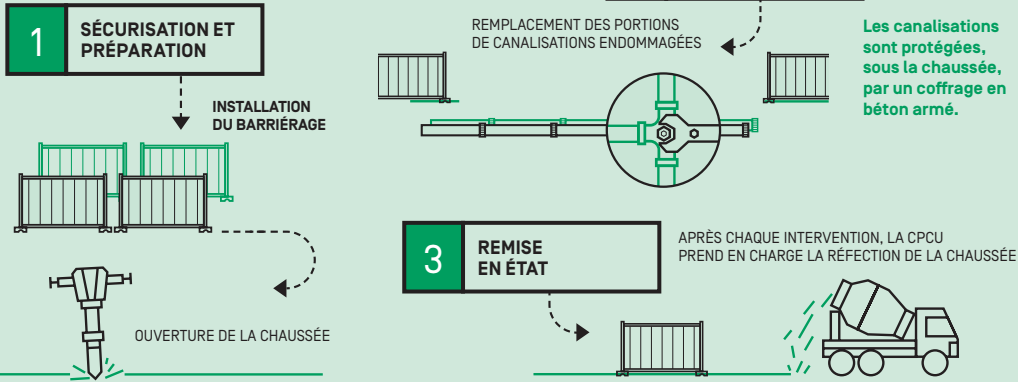 1
SÉCURISATION ET
PRÉPARATION
INSTALLATION
DU BARRIÉRAGE
OUVERTURE DE LA CHAUSSÉE
REMPLACEMENT DES PORTIONS
DE CANALISATIONS ENDOMMAGÉES
Les canalisations
sont protégées,
sous la chaussée,
par un coffrage en
béton armé.
3
REMISE
EN ÉTAT
APRÈS CHAQUE INTERVENTION, LA CPCU
PREND EN CHARGE LA RÉFECTION DE LA CHAUSSÉE